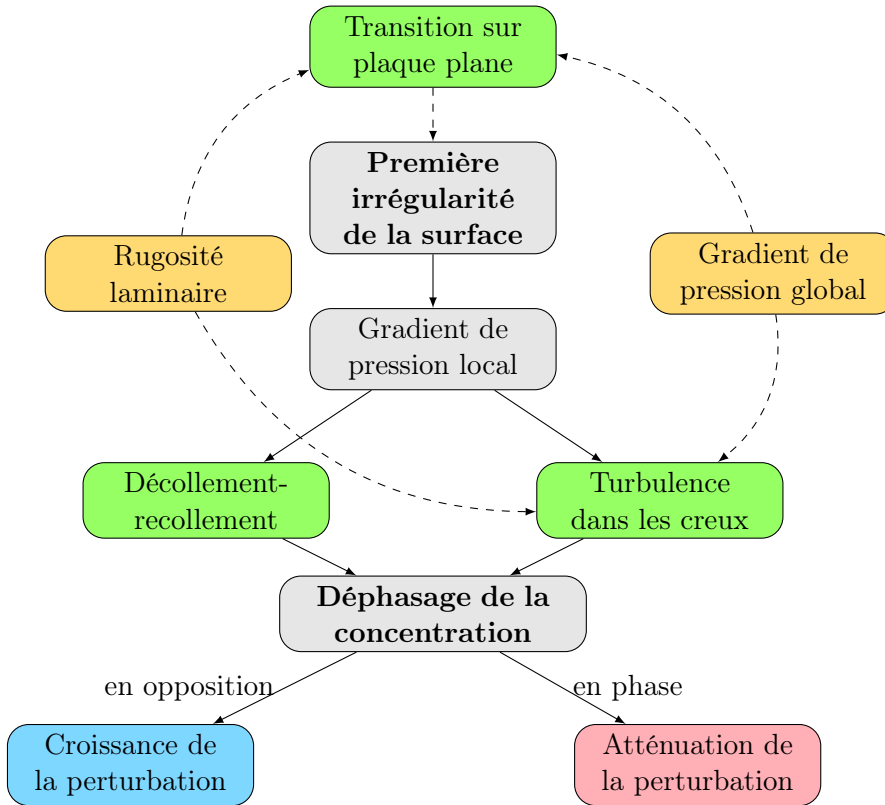 Transition sur
plaque plane
Première
irrégularité
de la surface
Rugosité
laminaire
Gradient de
pression global
Gradient de
pression local
Décollement-
recollement
Turbulence
dans les creux
Déphasage de la
concentration
en opposition
en phase
Croissance de
la perturbation
Atténuation de
la perturbation